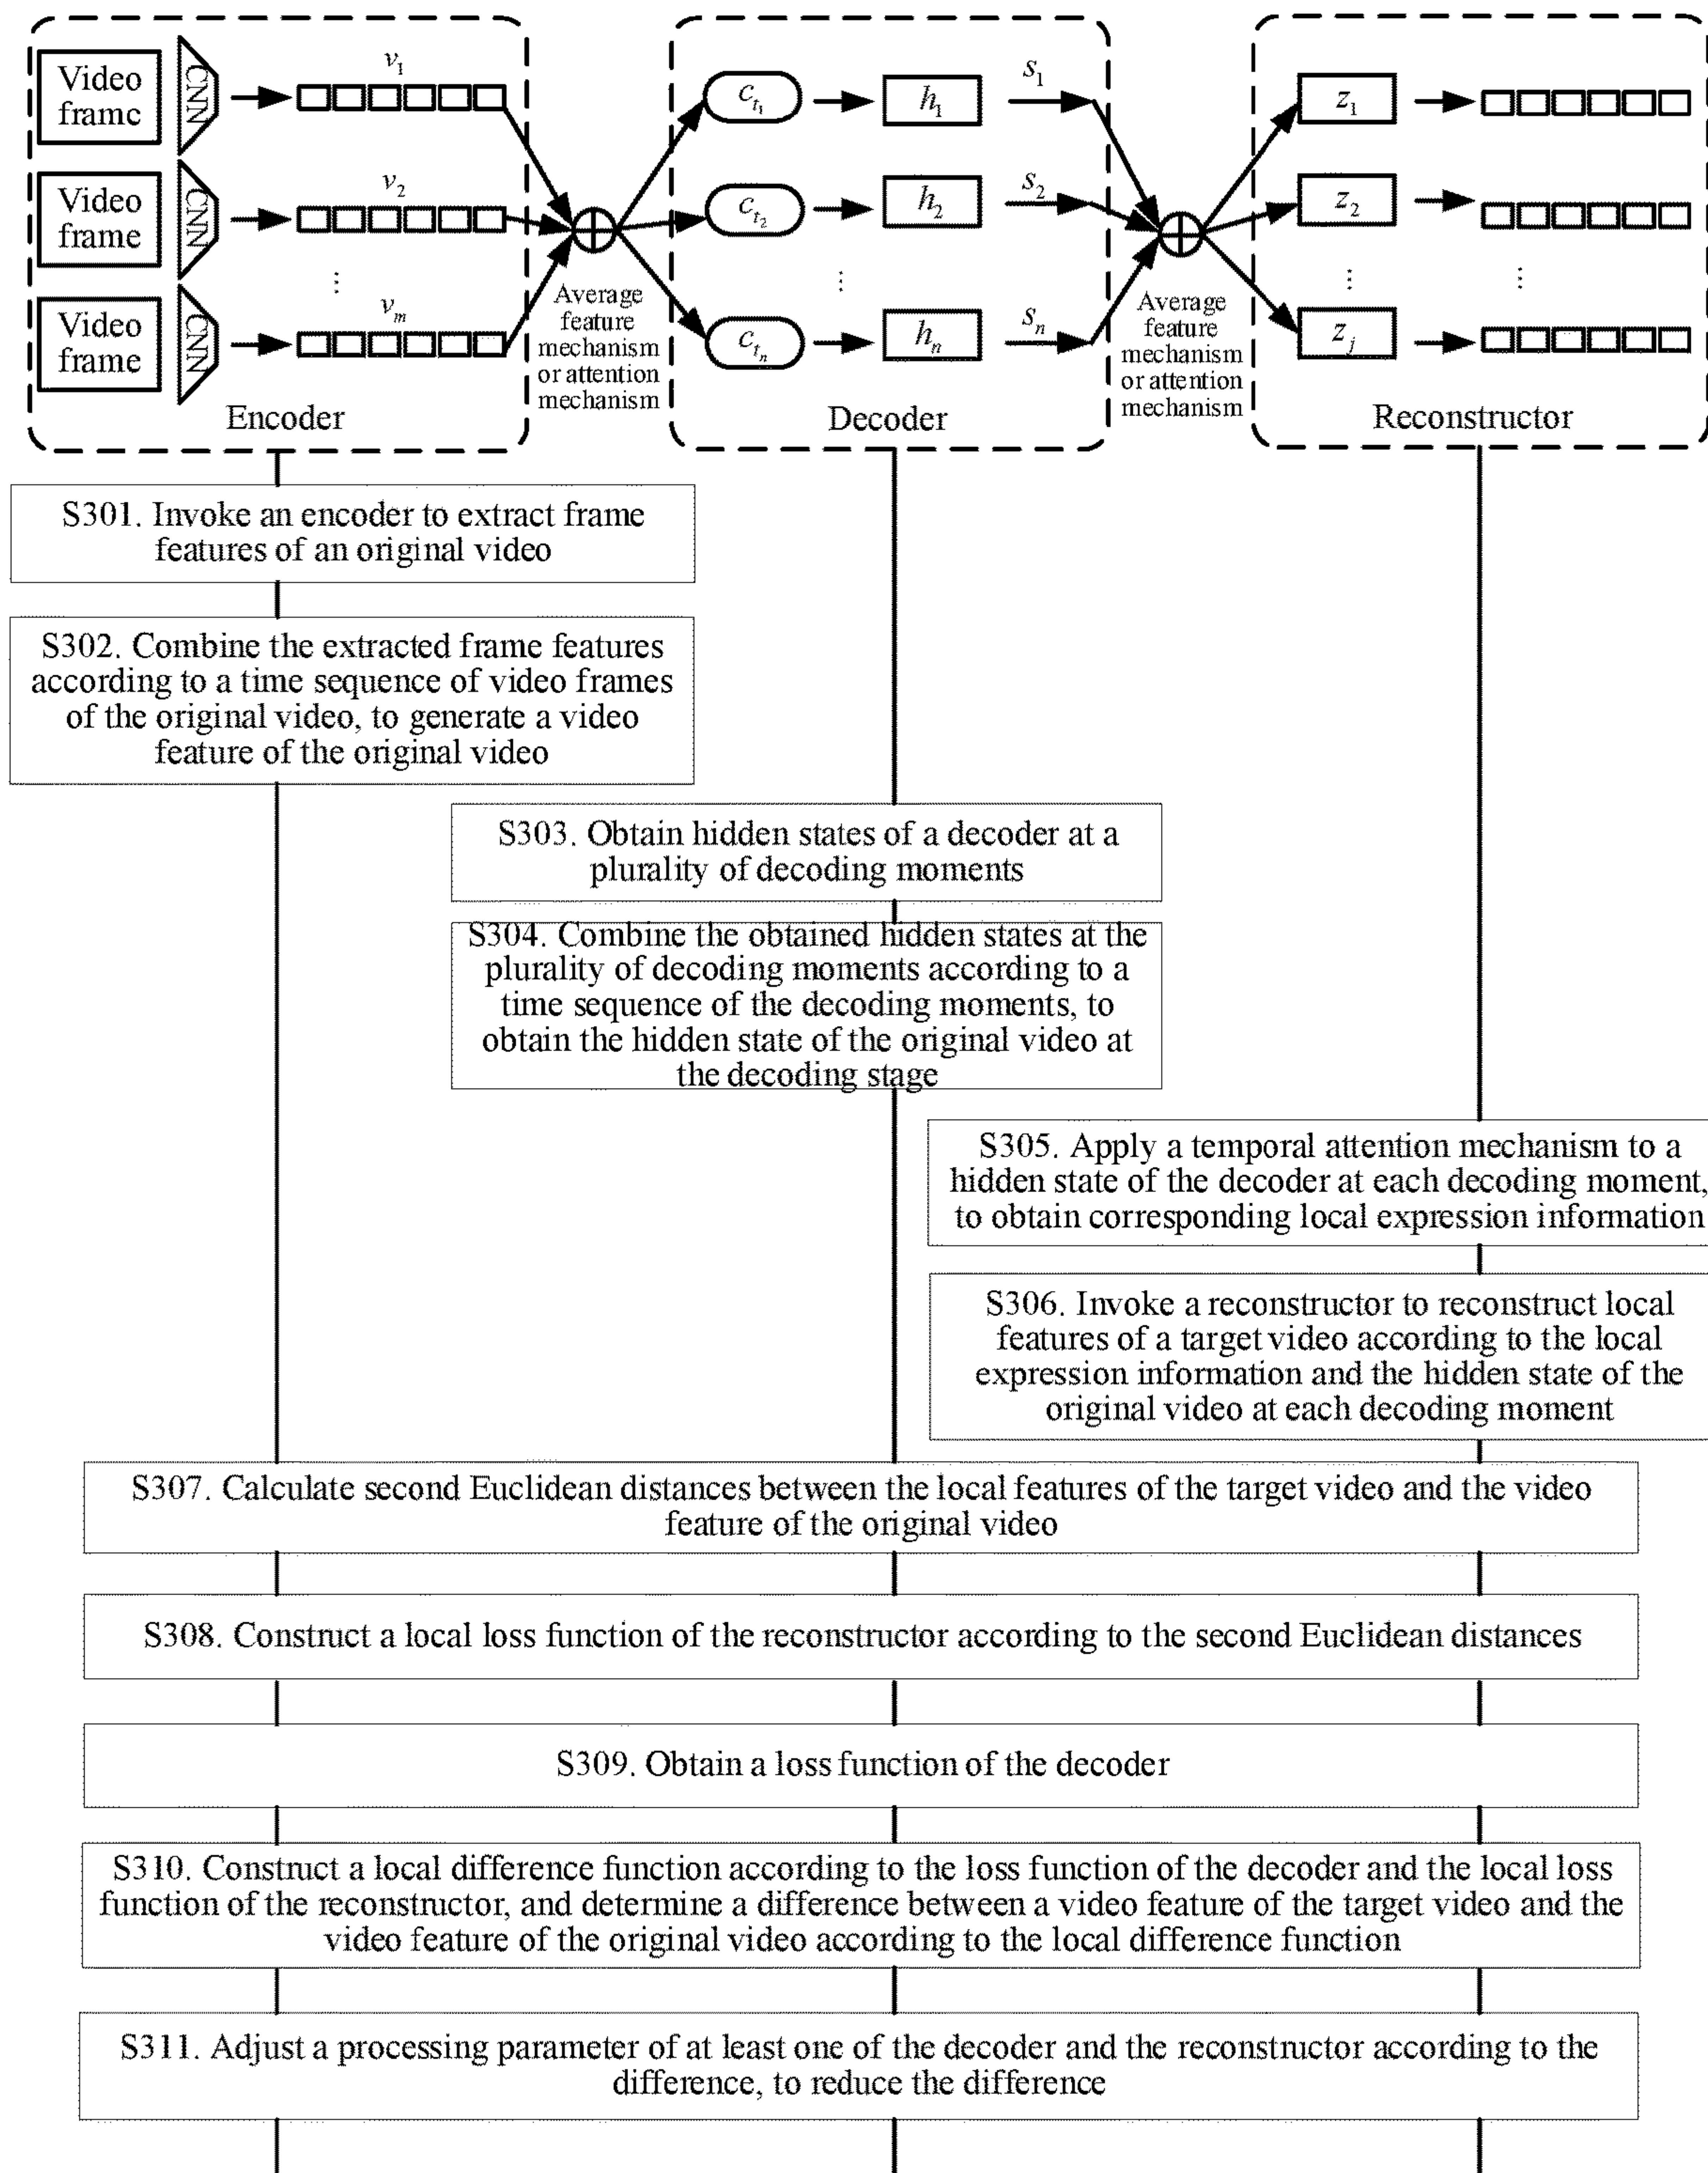 v1
c_t1
h1
s1
z1
Video
framc
CNN
v2
c_t2
h2
s2
z2
Video
frame
CNN
⋮
⋮
⋮
⋮
vm
c_tn
hn
sn
zj
Video
frame
CNN
Average
feature
mechanism
or attention
mechanism
Average
feature
mechanism
or attention
mechanism
Encoder
Decoder
Reconstructor
S301. Invoke an encoder to extract frame
features of an original video
S302. Combine the extracted frame features
according to a time sequence of video frames
of the original video, to generate a video
feature of the original video
S303. Obtain hidden states of a decoder at a
plurality of decoding moments
S304. Combine the obtained hidden states at the
plurality of decoding moments according to a
time sequence of the decoding moments, to
obtain the hidden state of the original video at
the decoding stage
S305. Apply a temporal attention mechanism to a
hidden state of the decoder at each decoding moment,
to obtain corresponding local expression information
S306. Invoke a reconstructor to reconstruct local
features of a target video according to the local
expression information and the hidden state of the
original video at each decoding moment
S307. Calculate second Euclidean distances between the local features of the target video and the video
feature of the original video
S308. Construct a local loss function of the reconstructor according to the second Euclidean distances
S309. Obtain a loss function of the decoder
S310. Construct a local difference function according to the loss function of the decoder and the local loss
function of the reconstructor, and determine a difference between a video feature of the target video and the
video feature of the original video according to the local difference function
S311. Adjust a processing parameter of at least one of the decoder and the reconstructor according to the
difference, to reduce the difference